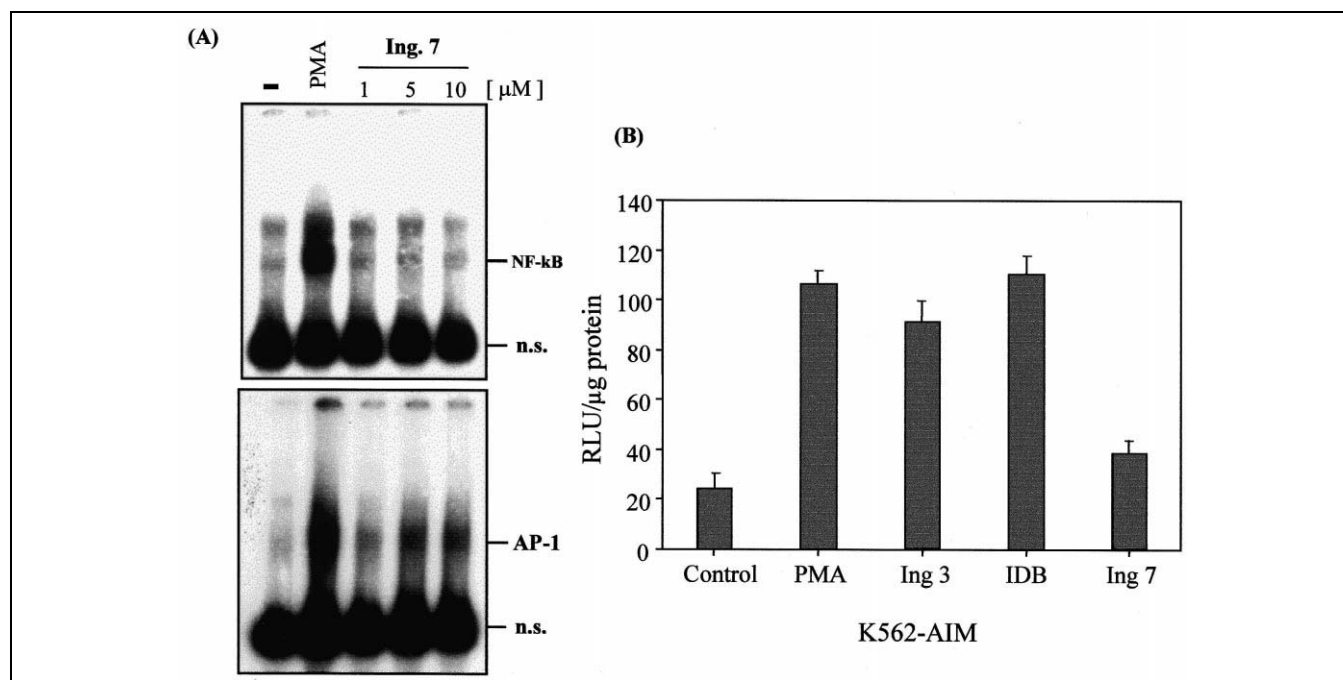 (A)
PMA
Ing. 7
-
1 5 10 [ μM ]
NF-kB
n.s.
AP-1
n.s.
(B)
140
120
100
80
60
40
20
0
RLU/μg protein
Control PMA Ing 3 IDB Ing 7
K562-AIM